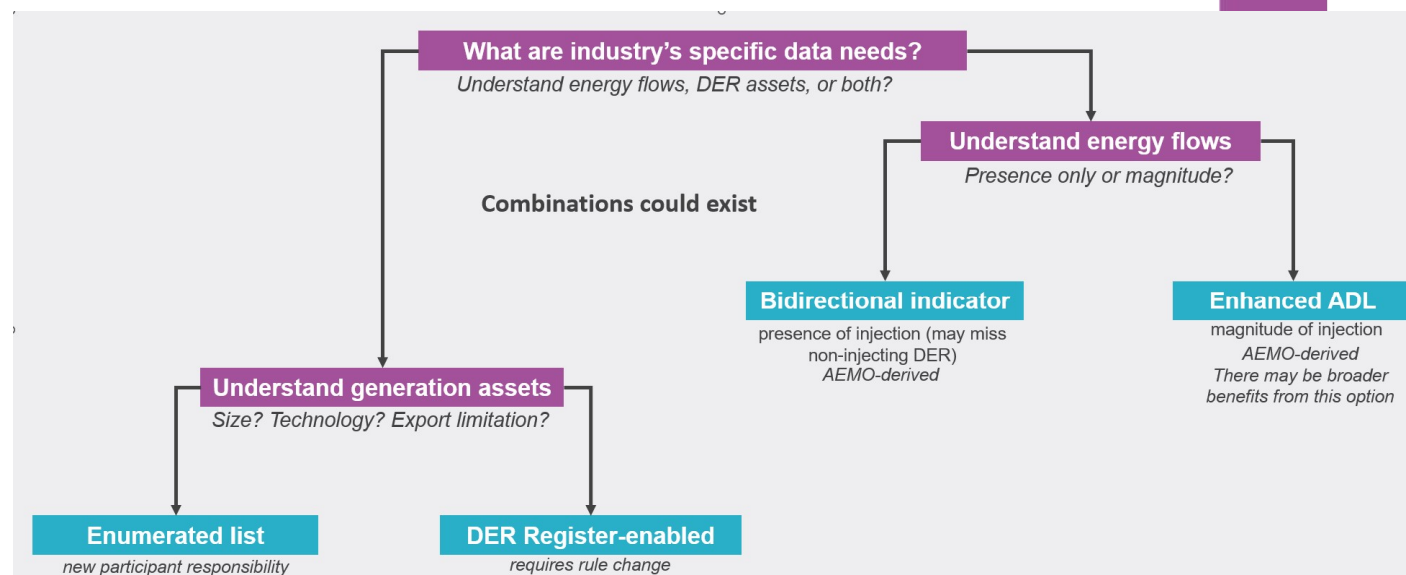 What are industry's specific data needs?
Understand energy flows, DER assets, or both?
Understand energy flows
Presence only or magnitude?
Combinations could exist
Bidirectional indicator
presence of injection (may miss
non-injecting DER)
AEMO-derived
Enhanced ADL
magnitude of injection
AEMO-derived
There may be broader
benefits from this option
Understand generation assets
Size? Technology? Export limitation?
Enumerated list
new participant responsibility
DER Register-enabled
requires rule change